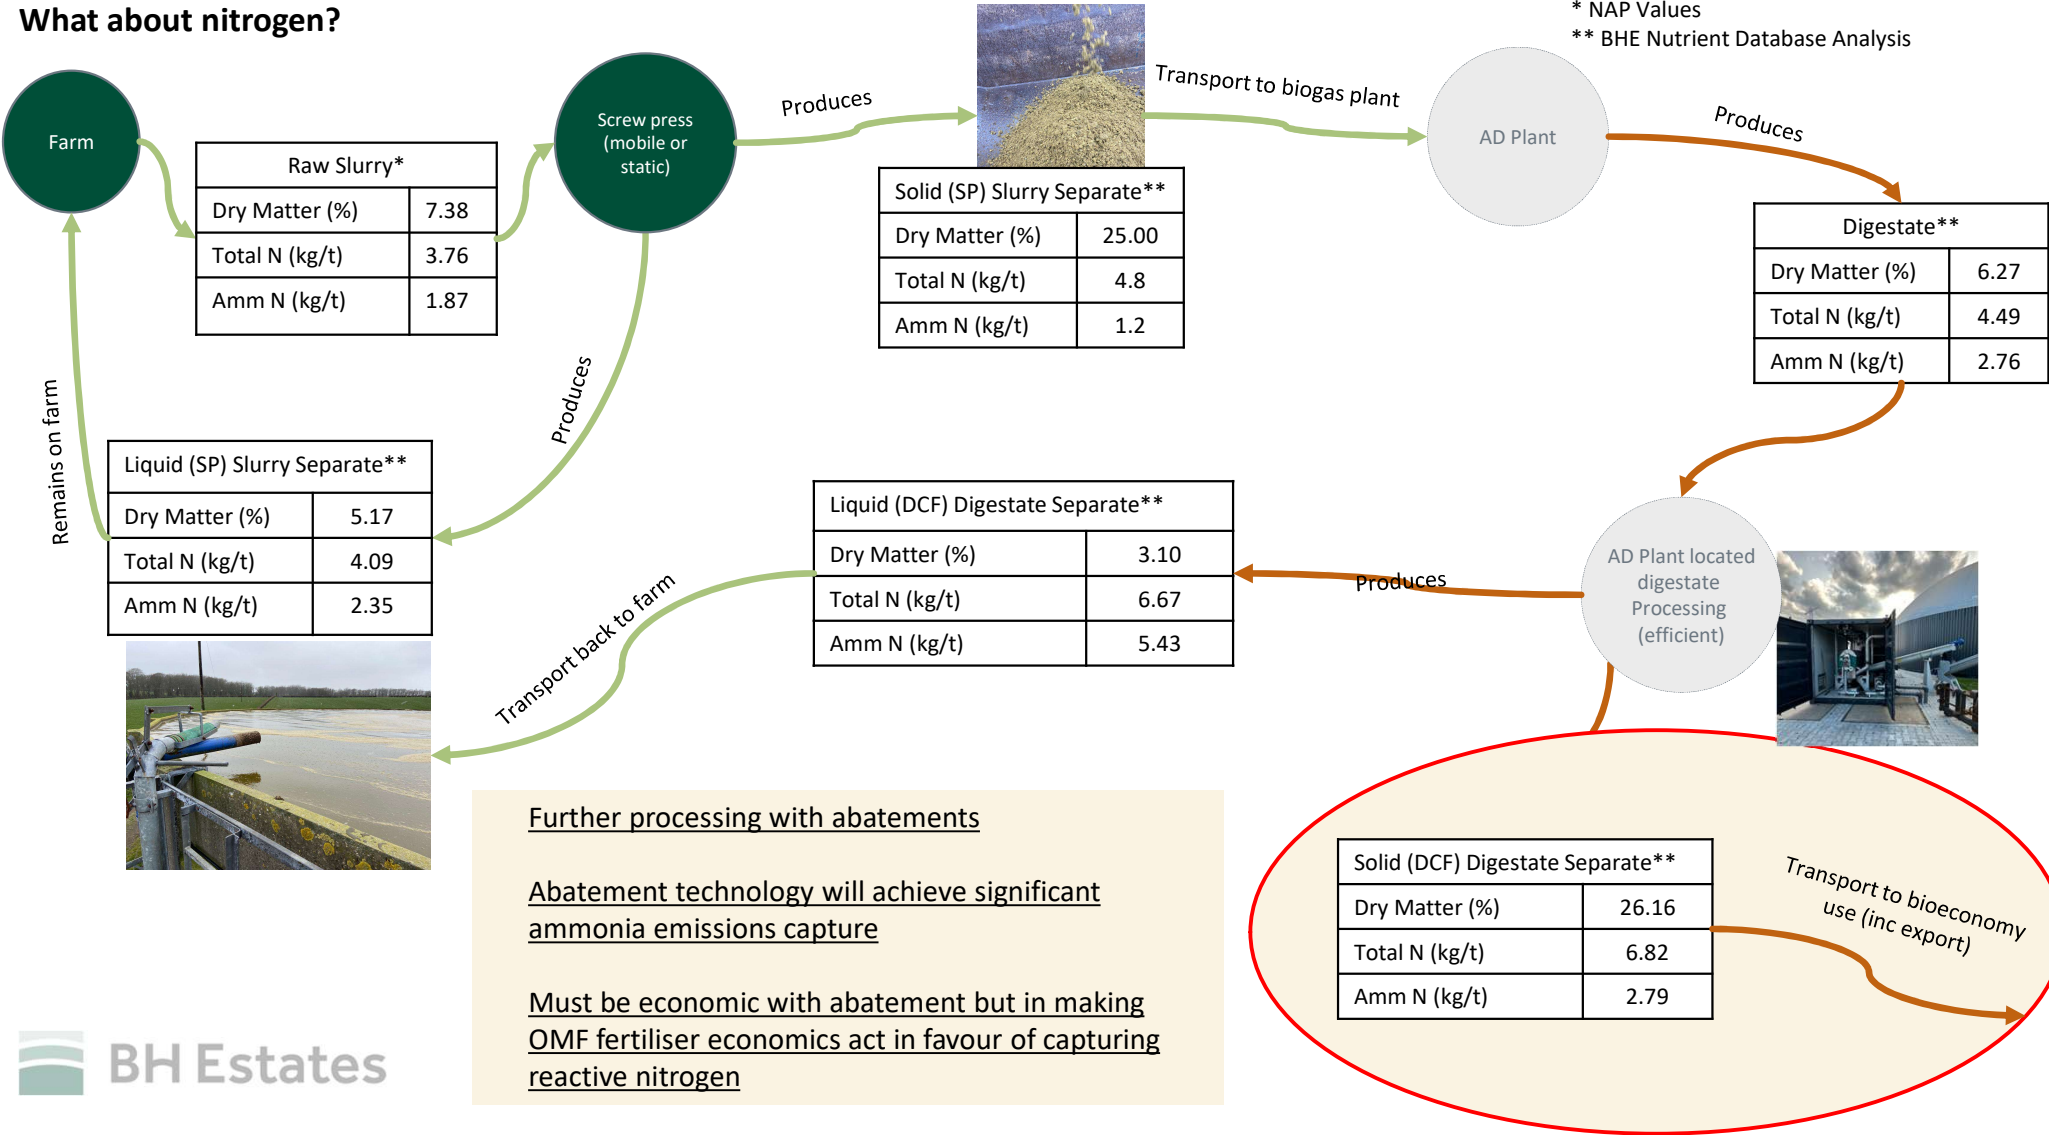 What about nitrogen?
* NAP Values
** BHE Nutrient Database Analysis
Farm
Raw Slurry*
Dry Matter (%) 7.38
Total N (kg/t) 3.76
Amm N (kg/t) 1.87
Screw press
(mobile or
static)
Produces
Solid (SP) Slurry Separate**
Dry Matter (%) 25.00
Total N (kg/t) 4.8
Amm N (kg/t) 1.2
Transport to biogas plant
AD Plant
Produces
Digestate**
Dry Matter (%) 6.27
Total N (kg/t) 4.49
Amm N (kg/t) 2.76
Produces
Remains on farm
Liquid (SP) Slurry Separate**
Dry Matter (%) 5.17
Total N (kg/t) 4.09
Amm N (kg/t) 2.35
Liquid (DCF) Digestate Separate**
Dry Matter (%) 3.10
Total N (kg/t) 6.67
Amm N (kg/t) 5.43
Transport back to farm
Produces
AD Plant located
digestate
Processing
(efficient)
Further processing with abatements
Abatement technology will achieve significant
ammonia emissions capture
Must be economic with abatement but in making
OMF fertiliser economics act in favour of capturing
reactive nitrogen
Solid (DCF) Digestate Separate**
Dry Matter (%) 26.16
Total N (kg/t) 6.82
Amm N (kg/t) 2.79
Transport to bioeconomy
use (inc export)
BH Estates